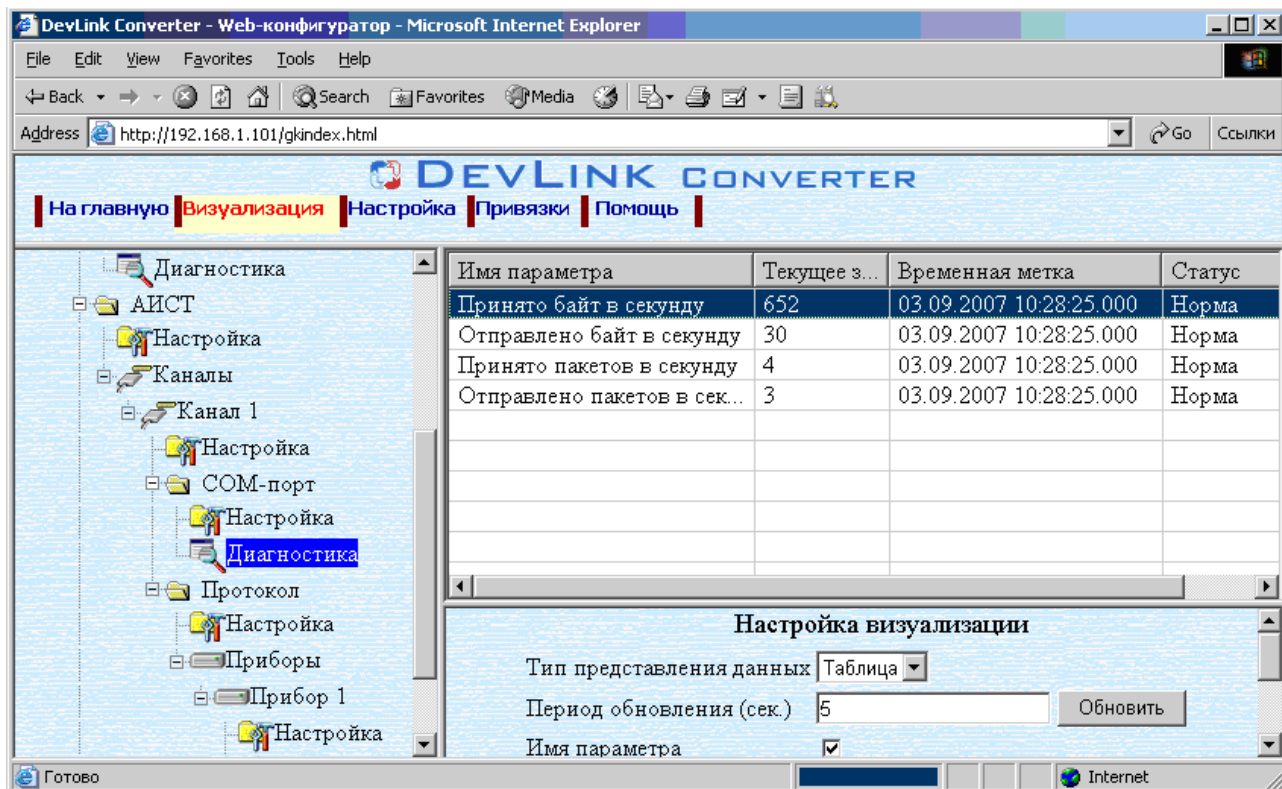 DevLink Converter - Web-конфигуратор - Microsoft Internet Explorer
File Edit View Favorites Tools Help
Back Search Favorites Media
Address http://192.168.1.101/gkindex.html Go Ссылки
DEVLINK CONVERTER
На главную Визуализация Настройка Привязки Помощь
Диагностика
АИСТ
Настройка
Каналы
Канал 1
Настройка
COM-порт
Настройка
Диагностика
Протокол
Настройка
Приборы
Прибор 1
Настройка
Имя параметра Текущее з... Временная метка Статус
Принято байт в секунду 652 03.09.2007 10:28:25.000 Норма
Отправлено байт в секунду 30 03.09.2007 10:28:25.000 Норма
Принято пакетов в секунду 4 03.09.2007 10:28:25.000 Норма
Отправлено пакетов в сек... 3 03.09.2007 10:28:25.000 Норма
Настройка визуализации
Тип представления данных Таблица
Период обновления (сек.) 5 Обновить
Имя параметра
Готово Internet